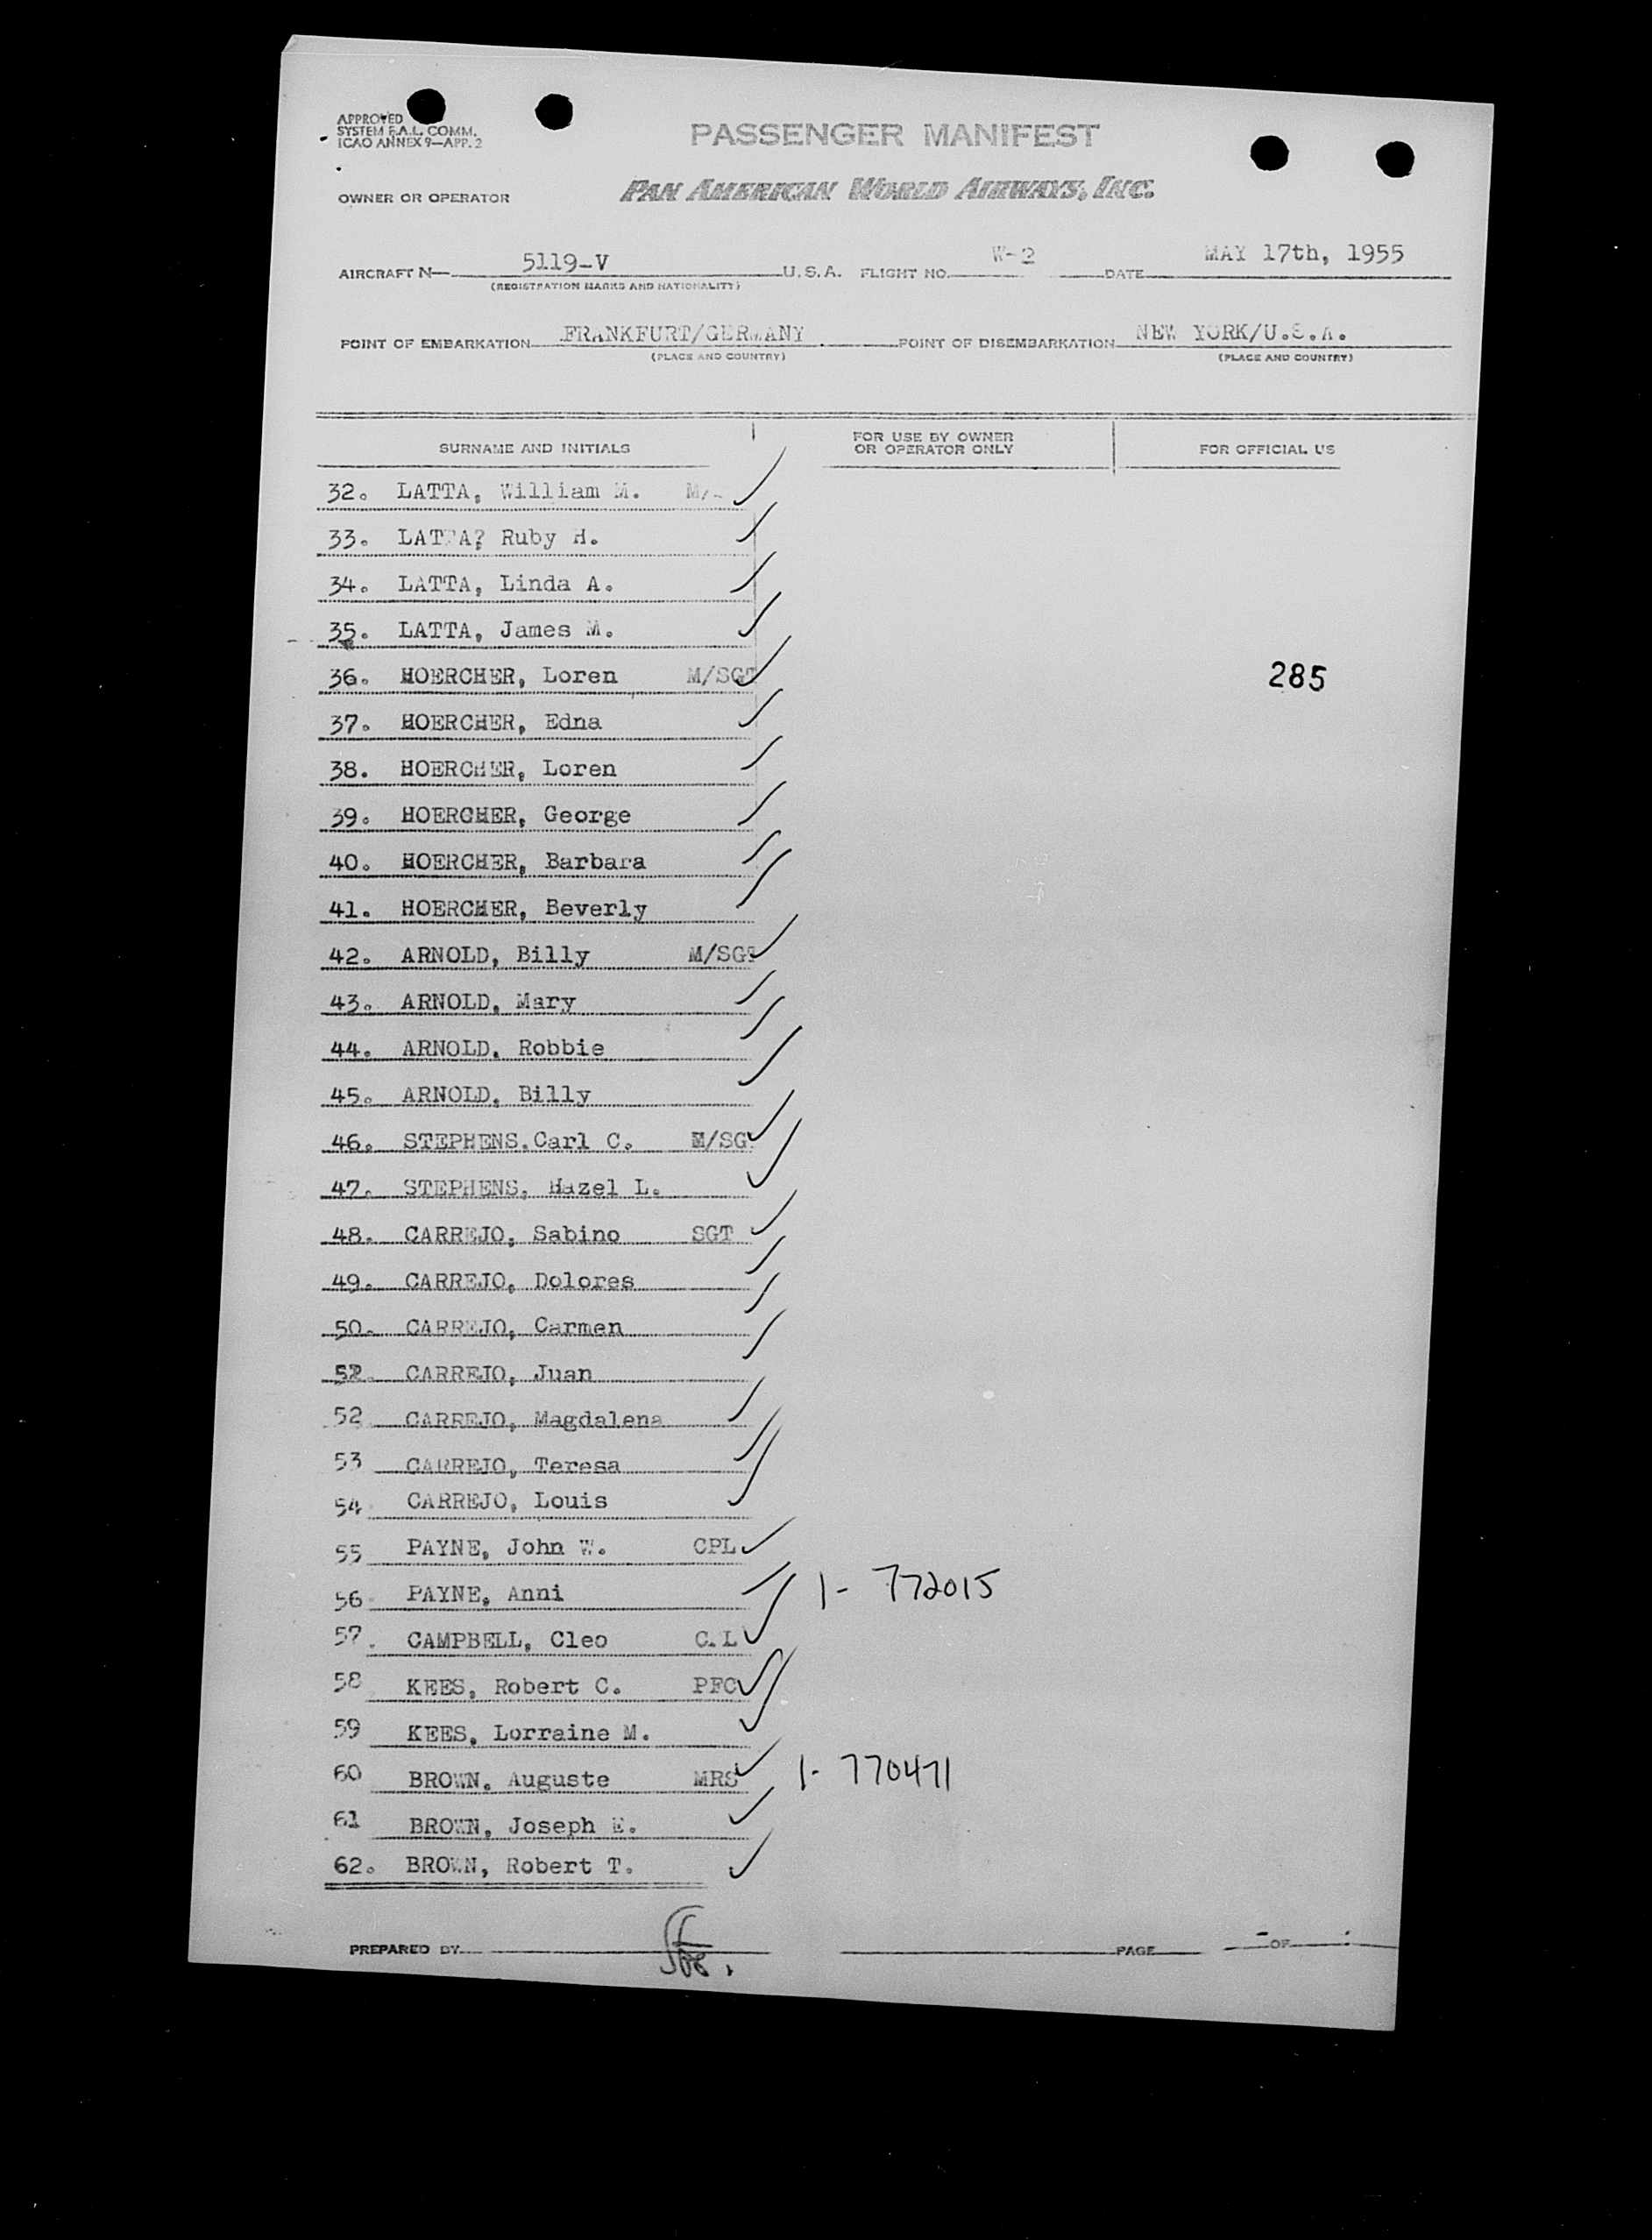 APPROVED
SYSTEM F.A.L. COMM.
ICAO ANNEX 9—APP. 2
PASSENGER MANIFEST
OWNER OR OPERATOR PAN AMERICAN WORLD AIRWAYS, INC.
AIRCRAFT N— 5119-V U.S.A. FLIGHT NO. W-2 DATE MAY 17th, 1955
(REGISTRATION MARKS AND NATIONALITY)
POINT OF EMBARKATION FRANKFURT/GERMANY POINT OF DISEMBARKATION NEW YORK/U.S.A.
(PLACE AND COUNTRY) (PLACE AND COUNTRY)
SURNAME AND INITIALS FOR USE BY OWNER OR OPERATOR ONLY FOR OFFICIAL US
32. LATTA, William M.
33. LATTA? Ruby H.
34. LATTA, Linda A.
35. LATTA, James M.
36. HOERCHER, Loren M/SGT 285
37. HOERCHER, Edna
38. HOERCHER, Loren
39. HOERCHER, George
40. HOERCHER, Barbara
41. HOERCHER, Beverly
42. ARNOLD, Billy M/SGT
43. ARNOLD, Mary
44. ARNOLD, Robbie
45. ARNOLD, Billy
46. STEPHENS, Carl C. M/SGT
47. STEPHENS, Hazel L.
48. CARREJO, Sabino SGT
49. CARREJO, Dolores
50. CARREJO, Carmen
CARREJO, Juan
52 CARREJO, Magdalena
53 CARREJO, Teresa
54 CARREJO, Louis
55 PAYNE, John W. CPL
56 PAYNE, Anni 1- 772015
57. CAMPBELL, Cleo
58 KEES, Robert C. PFC
59 KEES, Lorraine M.
60 BROWN, Auguste MRS 1- 770471
61 BROWN, Joseph E.
62. BROWN, Robert T.
PREPARED BY PAGE OF